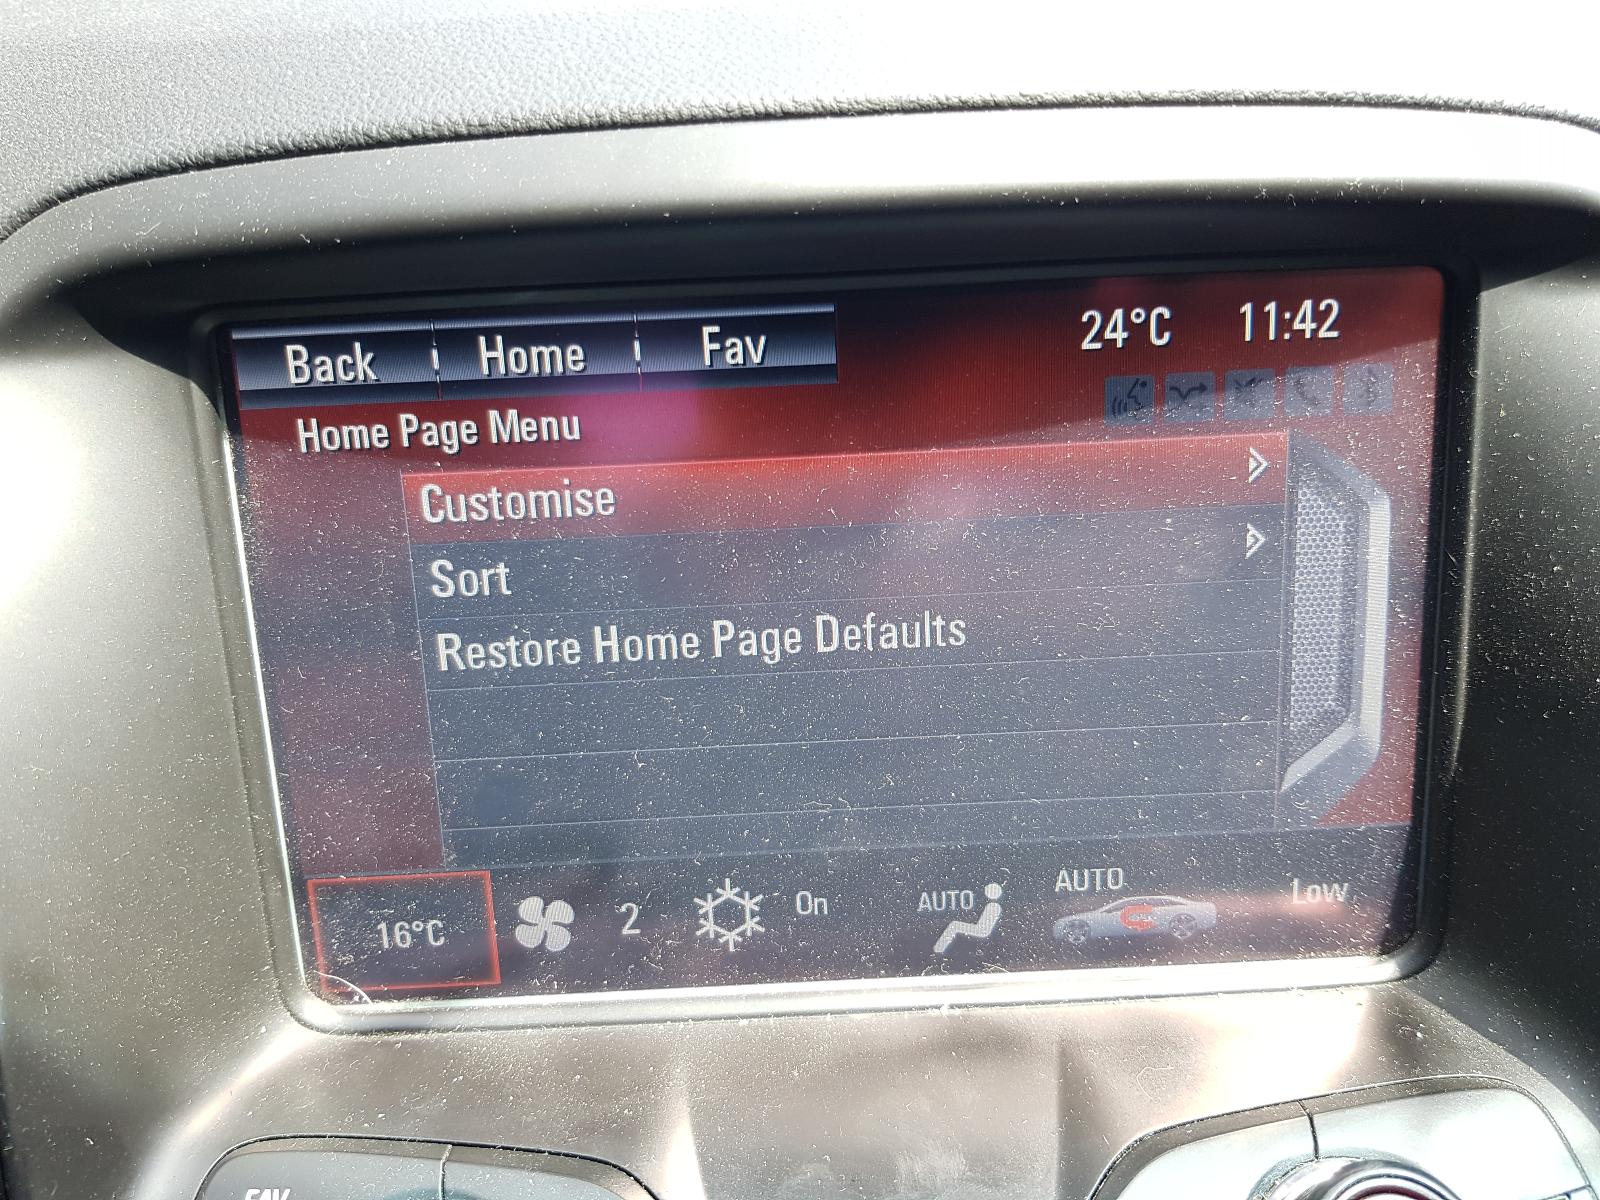 Back Home Fav 24°C 11:42
Home Page Menu
Customise
Sort
Restore Home Page Defaults
16°C 2 On AUTO AUTO Low
FAV